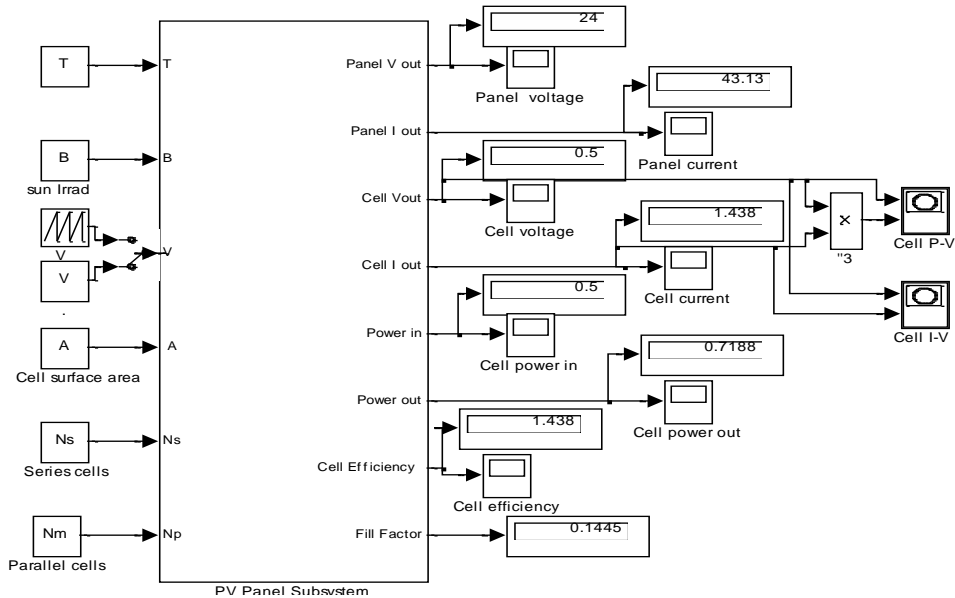 24
T
T
Panel V out
Panel voltage
43.13
Panel I out
B
B
sun Irrad
0.5
Panel current
Cell Vout
1.438
x
V
V
Cell voltage
"3
Cell P-V
Cell I out
V
0.5
Cell current
.
Power in
0.7188
Cell I-V
A
A
Cell power in
Cell surface area
Power out
1.438
Cell power out
Ns
Ns
Cell Efficiency
Series cells
Cell efficiency
Nm
Np
Fill Factor
0.1445
Parallel cells
PV Panel Subsystem